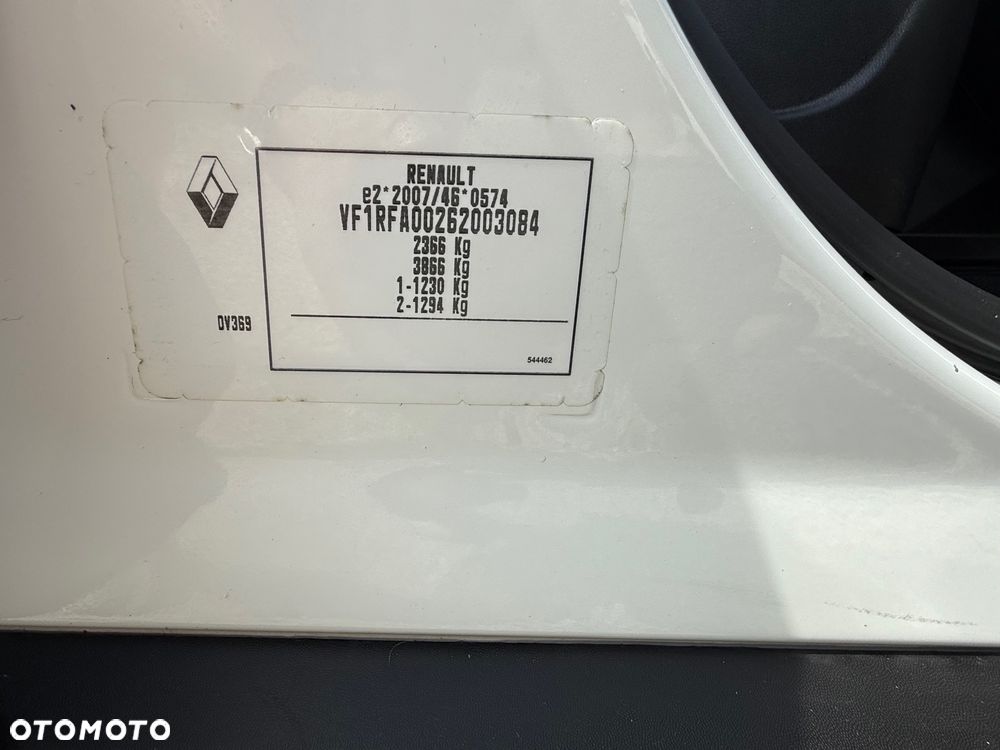 RENAULT
e2*2007/46*0574
VF1RFA00262003084
2366 Kg
3866 Kg
1-1230 Kg
2-1294 Kg
DV369
544462
OTOMOTO